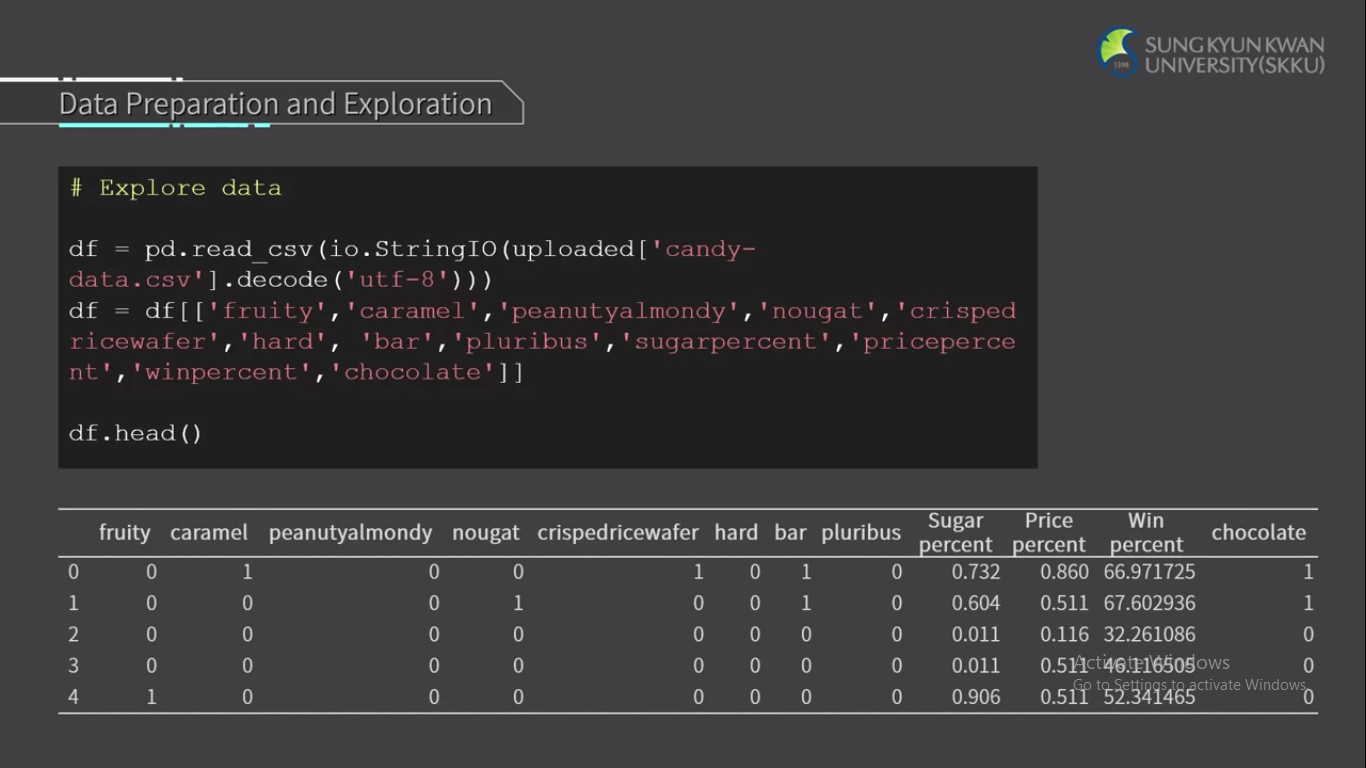 SUNGKYUNKWAN
UNIVERSITY(SKKU)
1398
Data Preparation and Exploration
# Explore data
df = pd.read_csv(io.StringIO(uploaded['candy-
data.csv'].decode('utf-8')))
df = df[['fruity','caramel','peanutyalmondy','nougat','crisped
ricewafer','hard', 'bar','pluribus','sugarpercent','priceperce
nt','winpercent','chocolate']]
df.head()
fruity caramel peanutyalmondy nougat crispedricewafer hard bar pluribus Sugar percent Price percent Win percent chocolate
0 0 1 0 0 1 0 1 0 0.732 0.860 66.971725 1
1 0 0 0 1 0 0 1 0 0.604 0.511 67.602936 1
2 0 0 0 0 0 0 0 0 0.011 0.116 32.261086 0
3 0 0 0 0 0 0 0 0 0.011 0.511 46.116505 0
4 1 0 0 0 0 0 0 0 0.906 0.511 52.341465 0
Activate Windows
Go to Settings to activate Windows.